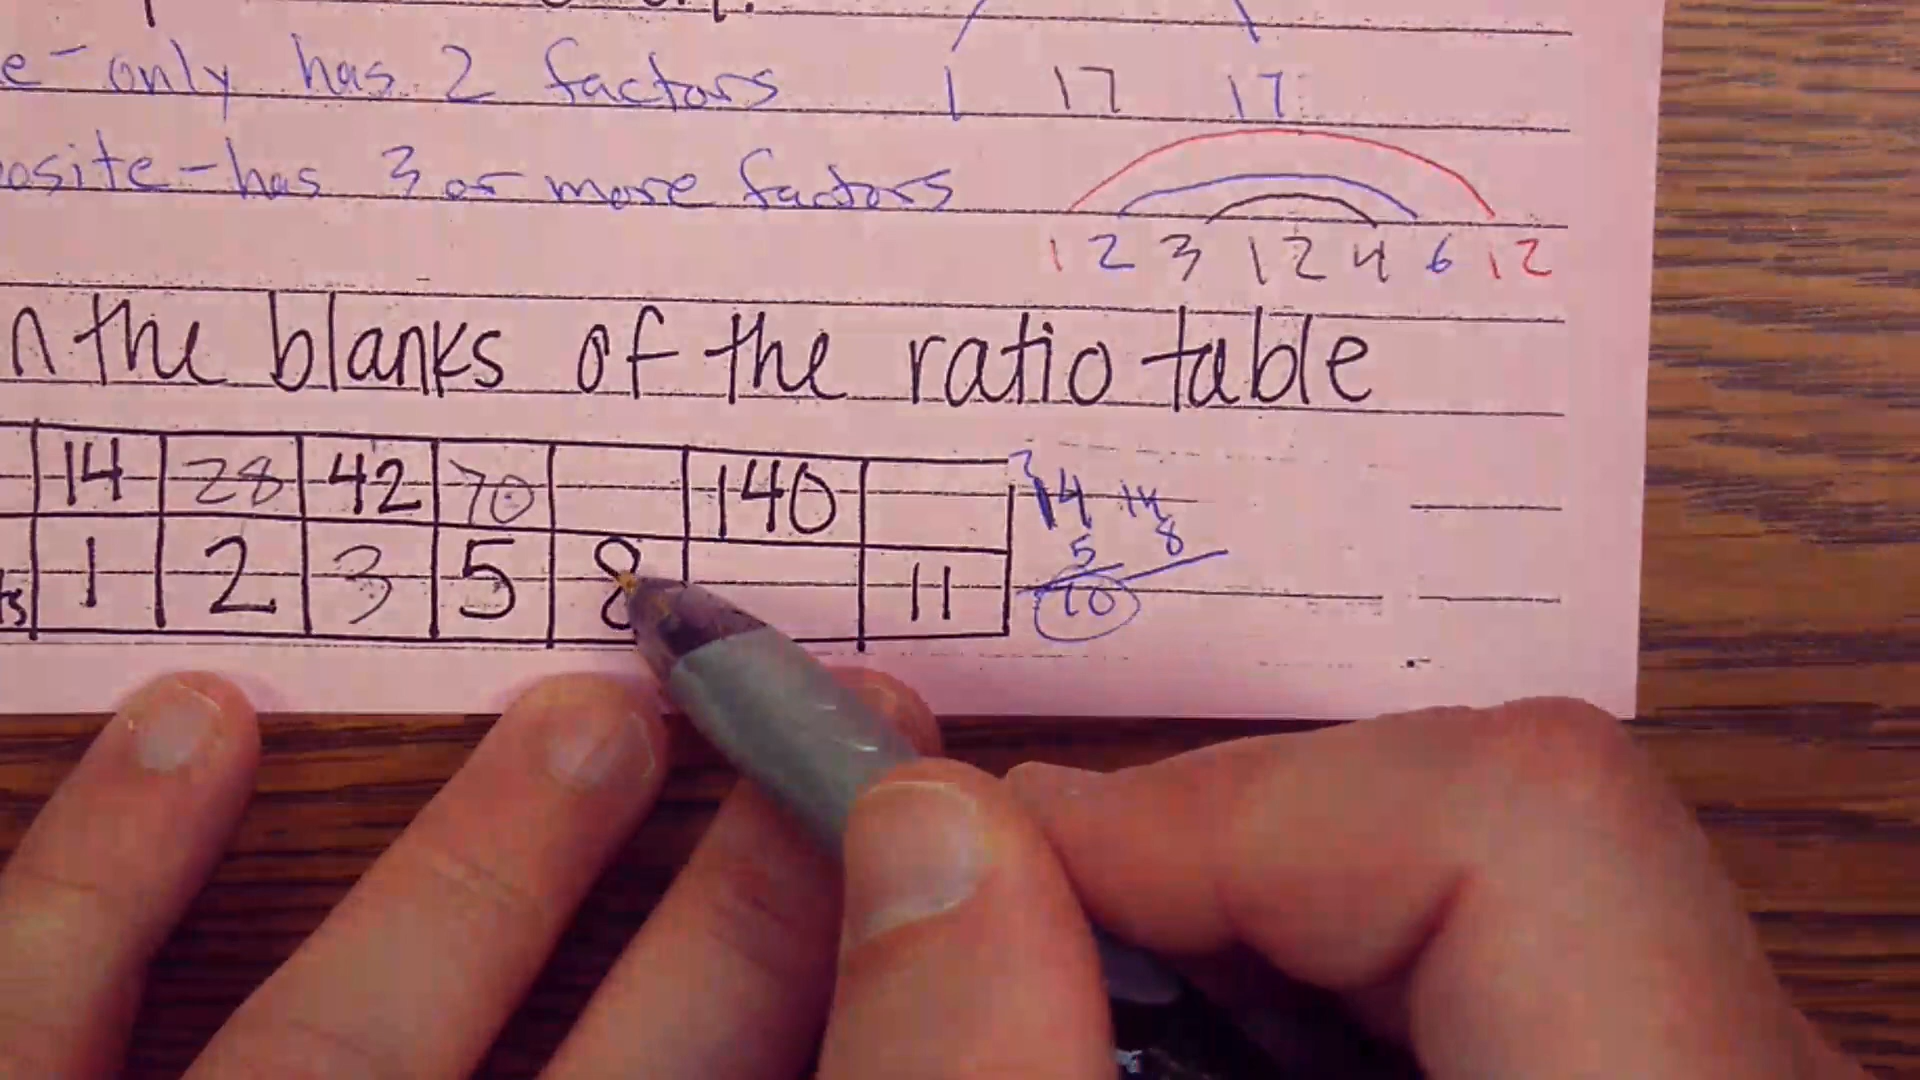 only has 2 factors 1 17 17
has 3 or more factors
1 2 3 12 4 6 12
the blanks of the ratio table
14 28 42 70 140
1 2 3 5 8 11
2
14 14
5 8
70